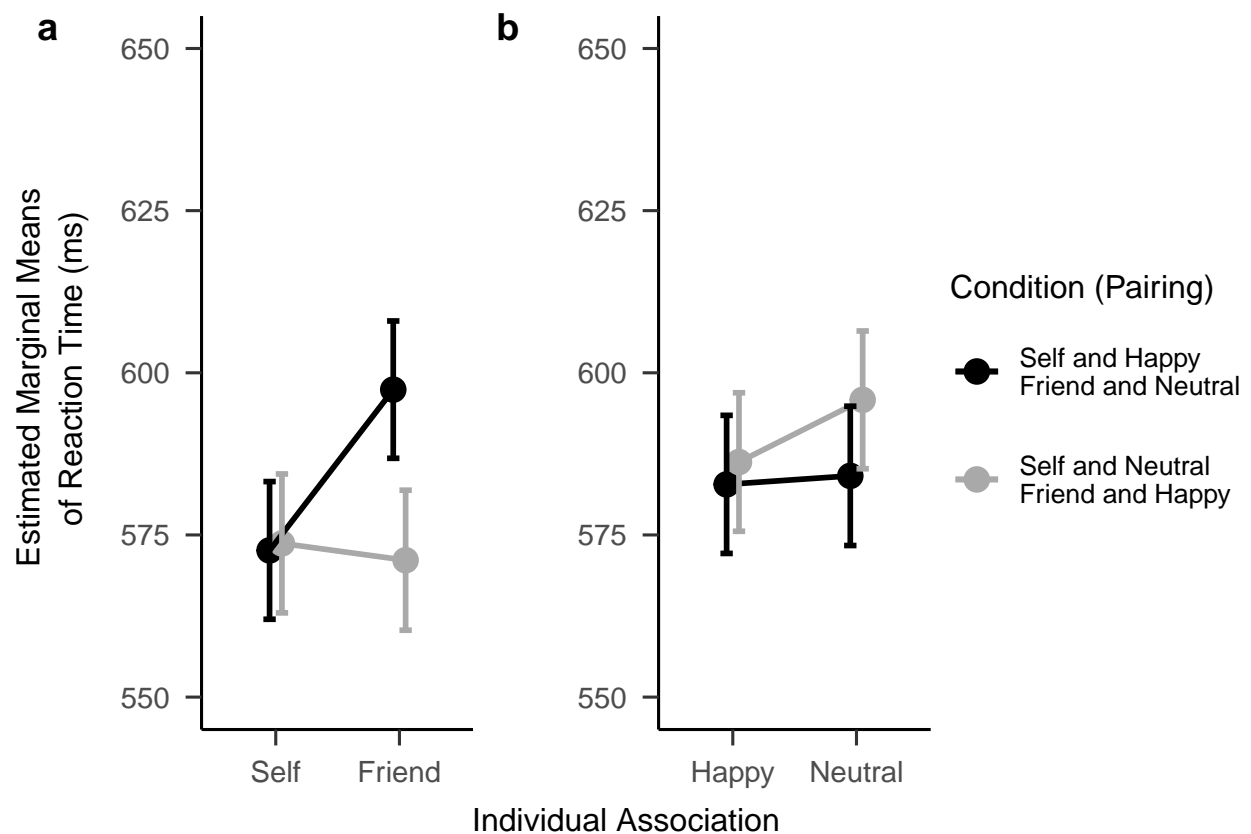 a
b
Estimated Marginal Means
of Reaction Time (ms)
650
625
600
575
550
Self
Friend
650
625
600
575
550
Happy
Neutral
Individual Association
Condition (Pairing)
Self and Happy
Friend and Neutral
Self and Neutral
Friend and Happy